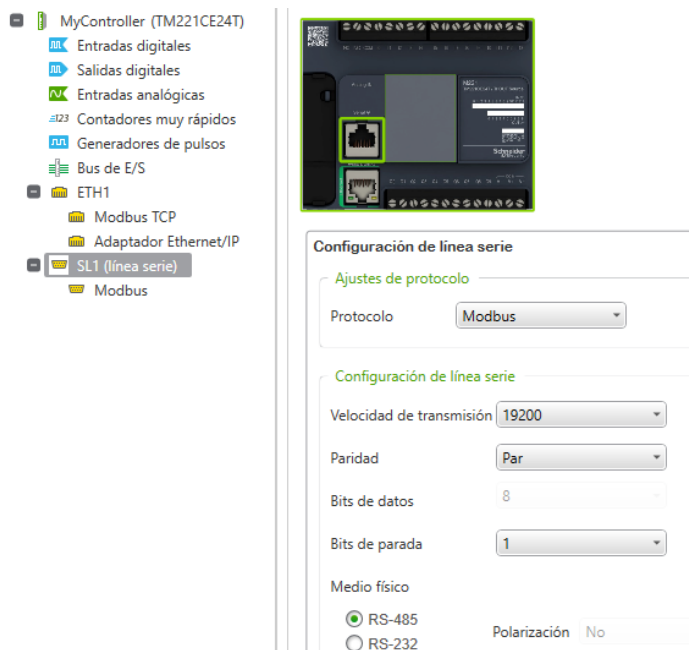 MyController (TM221CE24T)
Entradas digitales
Salidas digitales
Entradas analógicas
Contadores muy rápidos
Generadores de pulsos
Bus de E/S
ETH1
Modbus TCP
Adaptador Ethernet/IP
SL1 (línea serie)
Modbus
Schneider
Configuración de línea serie
Ajustes de protocolo
Protocolo Modbus
Configuración de línea serie
Velocidad de transmisión 19200
Paridad Par
Bits de datos 8
Bits de parada 1
Medio físico
RS-485
Polarización No
RS-232